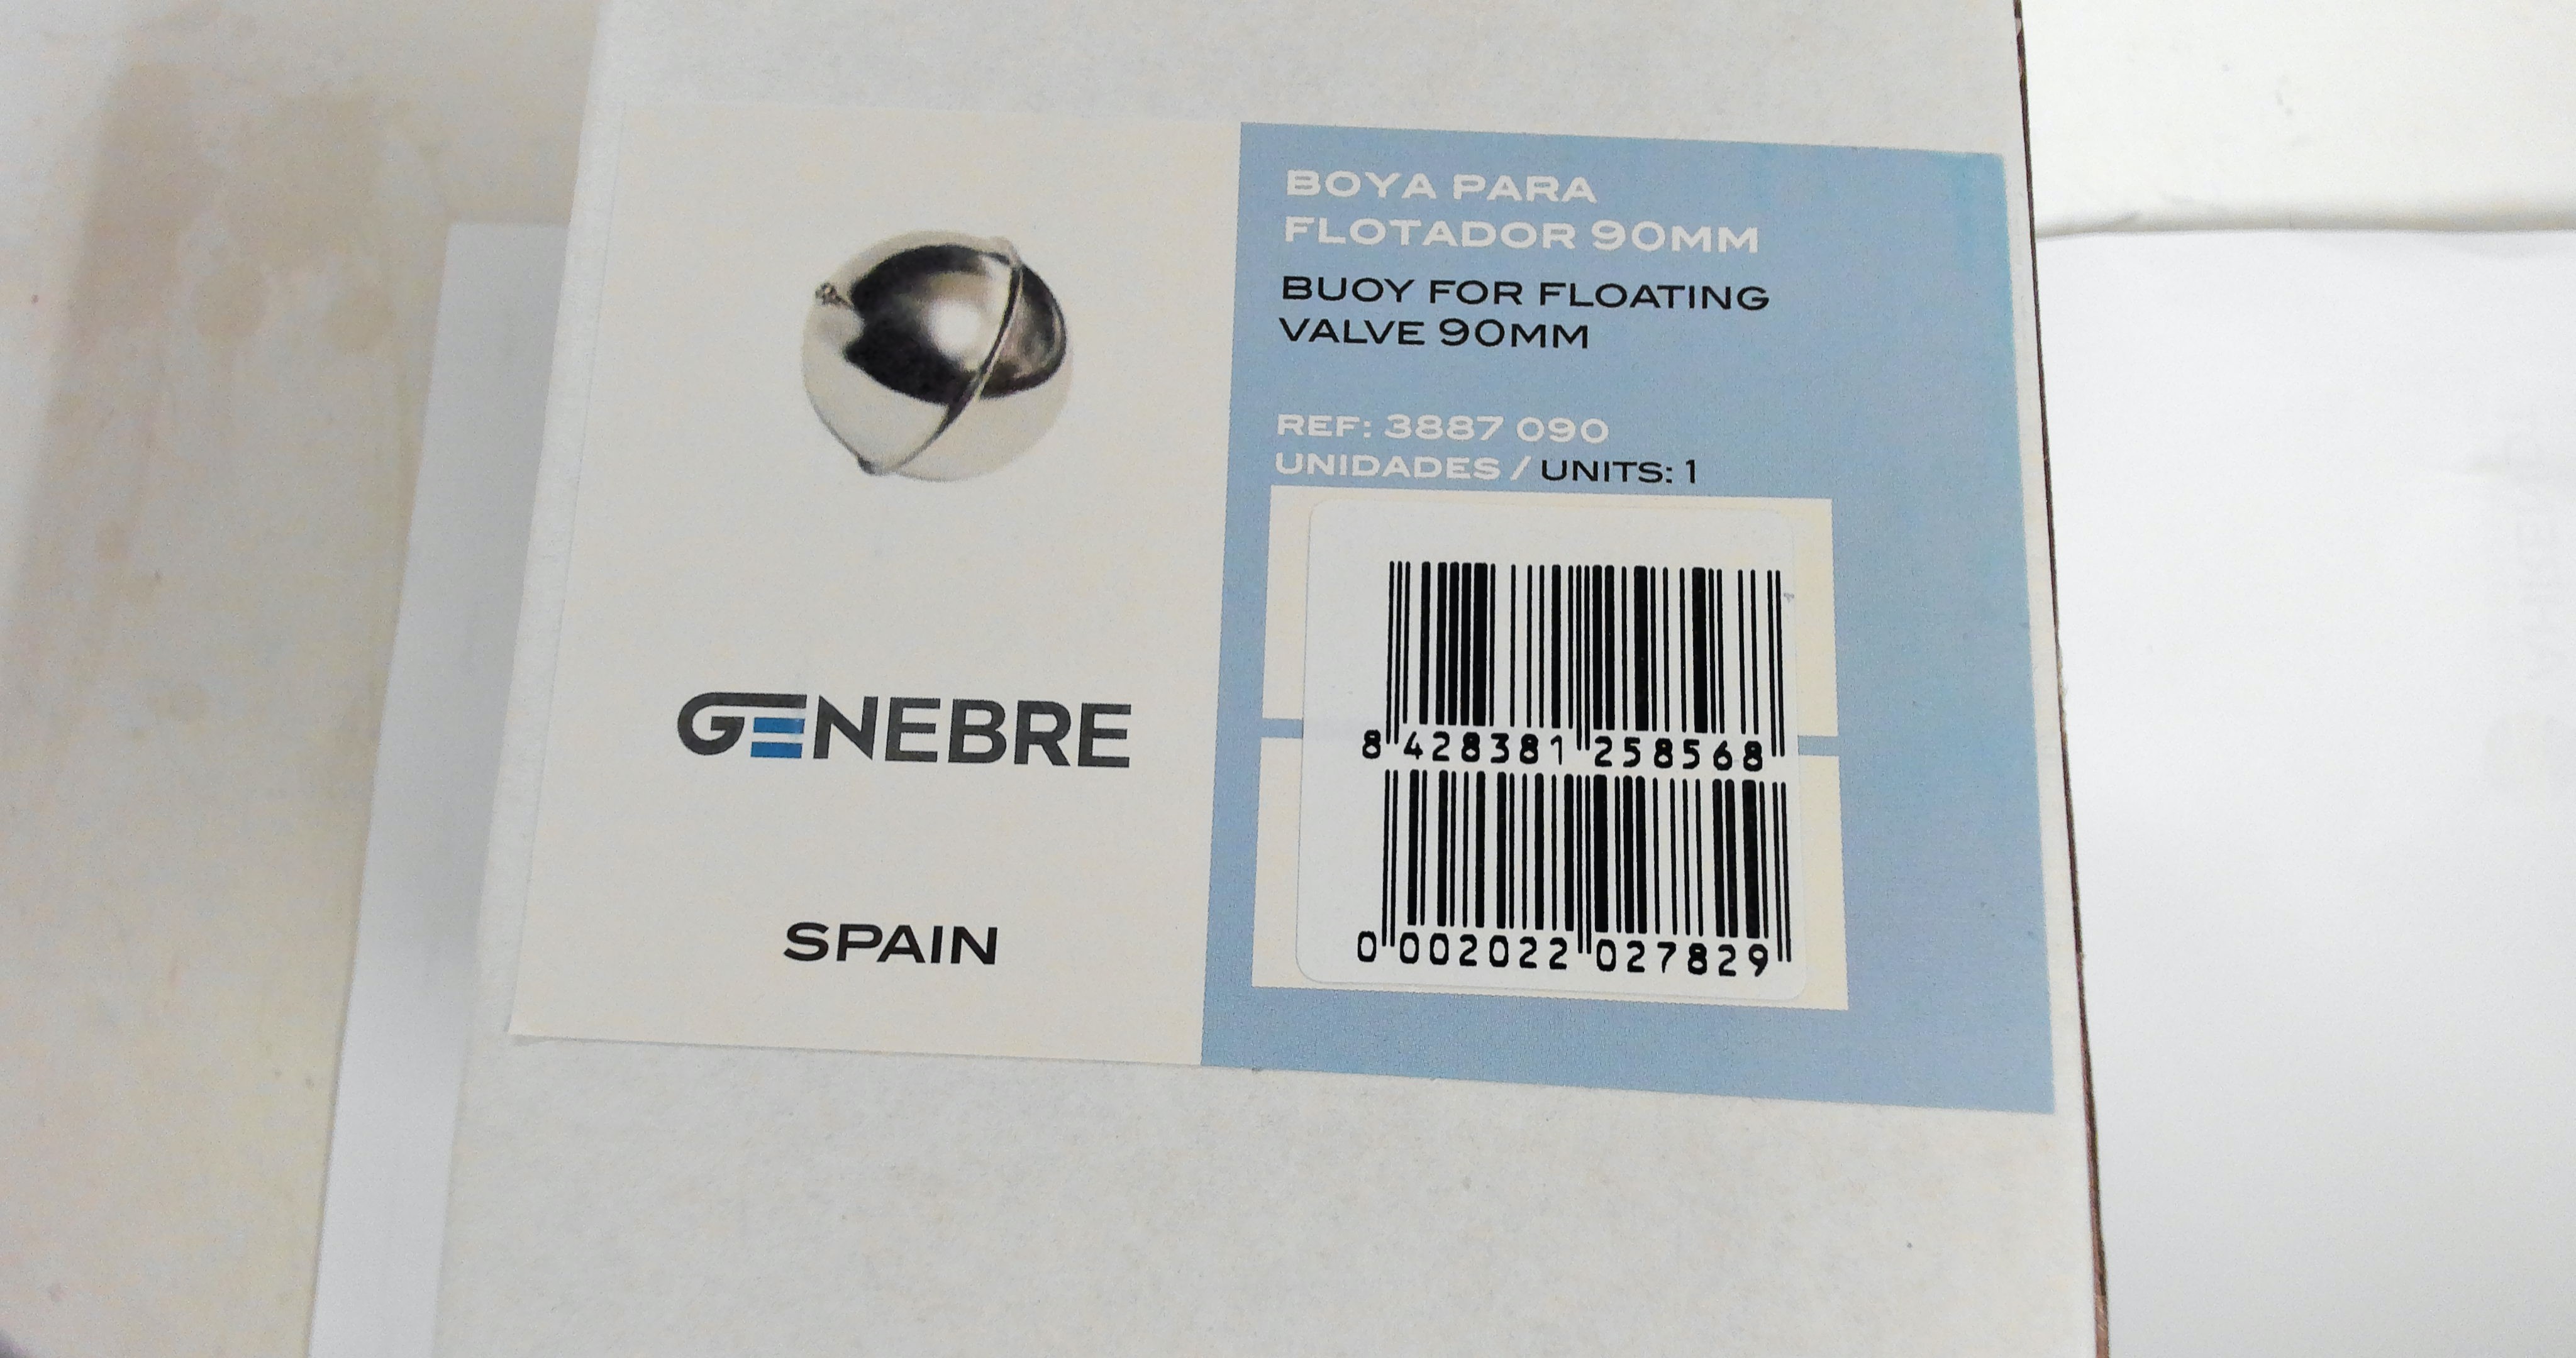 BOYA PARA
FLOTADOR 90MM
BUOY FOR FLOATING
VALVE 90MM
REF: 3887 090
UNIDADES / UNITS: 1
8 428381 258568
0 002022 027829
GENEBRE
SPAIN